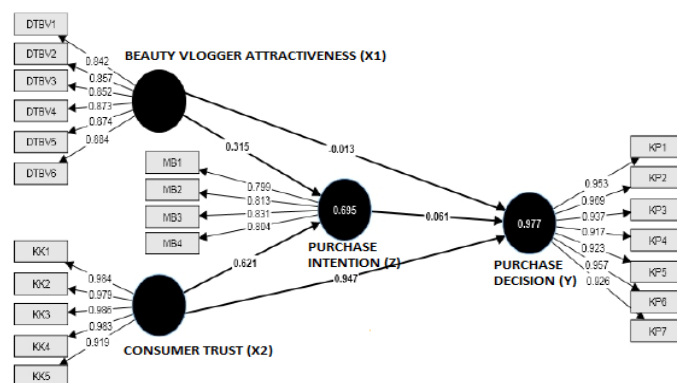 DTBV1
DTBV2
DTBV3
DTBV4
DTBV5
DTBV6
0.842
0.857
0.852
0.873
0.874
0.884
BEAUTY VLOGGER ATTRACTIVENESS (X1)
0.315
-0.013
MB1
MB2
MB3
MB4
0.799
0.813
0.831
0.804
0.695
0.061
PURCHASE
INTENTION (Z)
0.621
0.947
KK1
KK2
KK3
KK4
KK5
0.984
0.979
0.986
0.983
0.919
CONSUMER TRUST (X2)
0.977
PURCHASE
DECISION (Y)
0.953
0.909
0.937
0.917
0.923
0.957
0.826
KP1
KP2
KP3
KP4
KP5
KP6
KP7